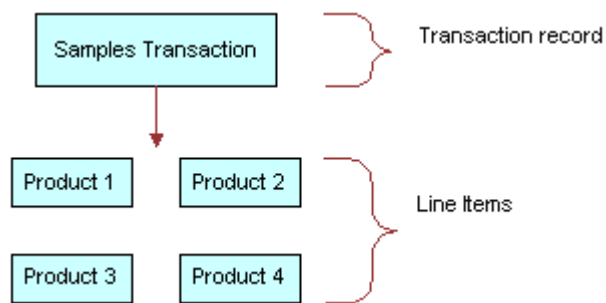 Samples Transaction
Transaction record
Product 1
Product 2
Line Items
Product 3
Product 4